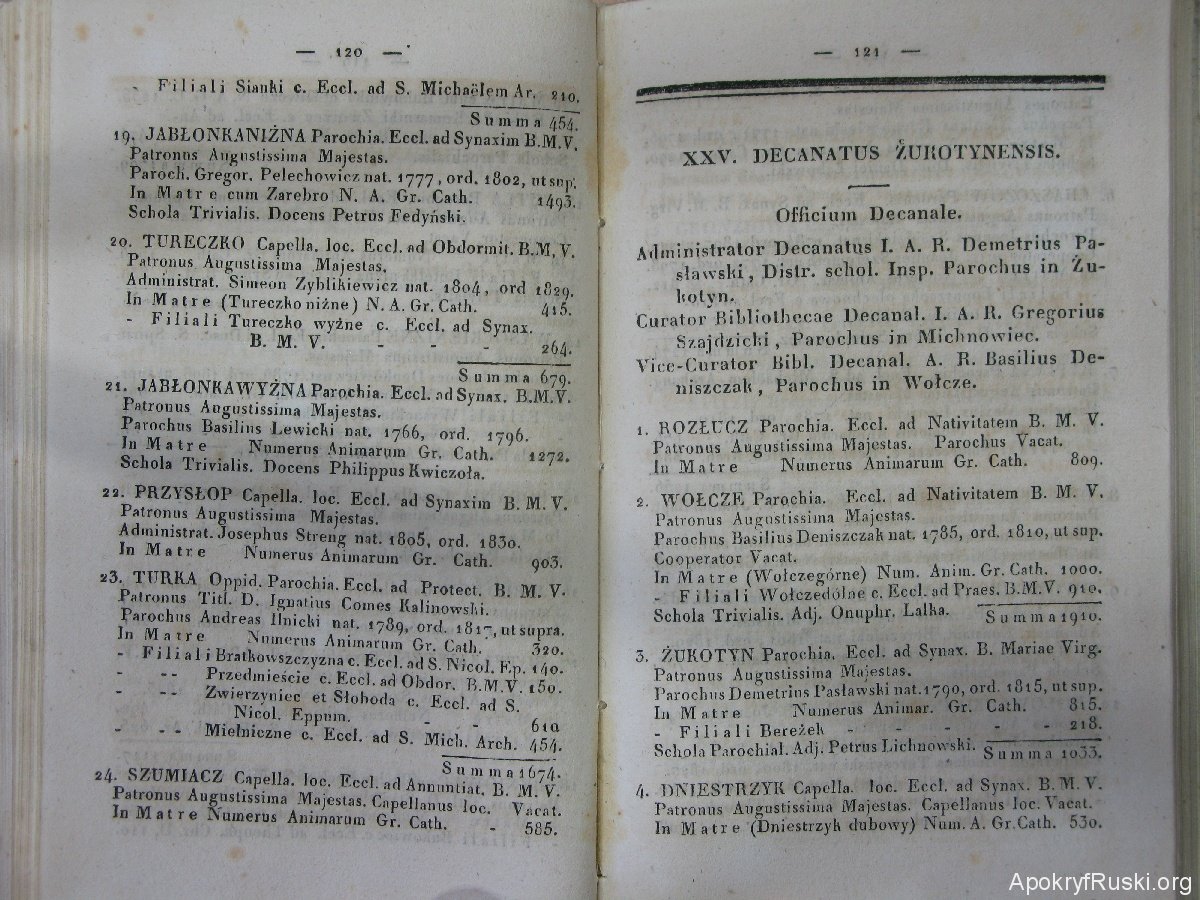 — 120 —
- Filiali Sianki c. Eccl. ad S. Michaëlem Ar. 210.
Summa 454.
19. JABŁONKANIŻNA Parochia. Eccl. ad Synaxim B.M.V.
Patronus Augustissima Majestas.
Paroch. Gregor. Pelechowicz nat. 1777, ord. 1802, ut sup.
In Matre cum Zarebro N. A. Gr. Cath. 1493.
Schola Trivialis. Docens Petrus Fedyński.
20. TURECZKO Capella. loc. Eccl. ad Obdormit. B.M.V.
Patronus Augustissima Majestas.
Administrat. Simeon Zyblikiewicz nat. 1804, ord 1829.
In Matre (Tureczko niżne) N. A. Gr. Cath. 415.
- Filiali Tureczko wyżne c. Eccl. ad Synax.
B. M. V. - - - 264.
Summa 679.
21. JABŁONKAWYŻNA Parochia. Eccl. ad Synax. B.M.V.
Patronus Augustissima Majestas.
Parochus Basilius Lewicki nat. 1766, ord. 1796.
In Matre Numerus Animarum Gr. Cath. 1272.
Schola Trivialis. Docens Philippus Kwiczoła.
22. PRZYSŁOP Capella. loc. Eccl. ad Synaxim B. M. V.
Patronus Augustissima Majestas.
Administrat. Josephus Streng nat. 1805, ord. 1830.
In Matre Numerus Animarum Gr. Cath. 903.
23. TURKA Oppid. Parochia. Eccl. ad Protect. B. M. V.
Patronus Titl. D. Ignatius Comes Kalinowski.
Parochus Andreas Ilnicki nat. 1789, ord. 1817, ut supra.
In Matre Numerus Animarum Gr. Cath. 320.
- Filiali Bratkowszczyzna c. Eccl. ad S. Nicol. Ep. 140.
- -- Przedmieście c. Eccl. ad Obdor. B.M.V. 150.
- -- Zwierzyniec et Słoboda c. Eccl. ad S.
Nicol. Eppum. - - 610
- -- Mielniczne c. Eccl. ad S. Mich. Arch. 454.
Summa 1674.
24. SZUMIACZ Capella. loc. Eccl. ad Annuntiat. B. M. V.
Patronus Augustissima Majestas. Capellanus loc. Vacat.
In Matre Numerus Animarum Gr. Cath. - 585.
— 121 —
XXV. DECANATUS ŻUKOTYNENSIS.
Officium Decanale.
Administrator Decanatus I. A. R. Demetrius Pa-
sławski, Distr. schol. Insp. Parochus in Żu-
kotyn.
Curator Bibliothecae Decanal. I. A. R. Gregorius
Szajdzicki, Parochus in Michnowiec.
Vice-Curator Bibl. Decanal. A. R. Basilius De-
niszczak, Parochus in Wołcze.
1. ROZŁUCZ Parochia. Eccl. ad Nativitatem B. M. V.
Patronus Augustissima Majestas. Parochus Vacat.
In Matre Numerus Animarum Gr. Cath. 809.
2. WOŁCZE Parochia. Eccl. ad Nativitatem B. M. V.
Patronus Augustissima Majestas.
Parochus Basilius Deniszczak nat. 1785, ord. 1810, ut sup.
Cooperator Vacat.
In Matre (Wołczegórne) Num. Anim. Gr. Cath. 1000.
- Filiali Wołczedólne c. Eccl. ad Praes. B.M.V. 910.
Schola Trivialis. Adj. Onuphr. Lalka. Summa 1910.
3. ŻUKOTYN Parochia. Eccl. ad Synax. B. Mariae Virg.
Patronus Augustissima Majestas.
Parochus Demetrius Pasławski nat. 1790, ord. 1815, ut sup.
In Matre Numerus Animar. Gr. Cath. 815.
- Filiali Bereżek - - - - 218.
Schola Parochial. Adj. Petrus Lichnowski. Summa 1033.
4. DNIESTRZYK Capella. loc. Eccl. ad Synax. B. M. V.
Patronus Augustissima Majestas. Capellanus loc. Vacat.
In Matre (Dniestrzyk dubowy) Num. A. Gr. Cath. 530.
ApokryfRuski.org